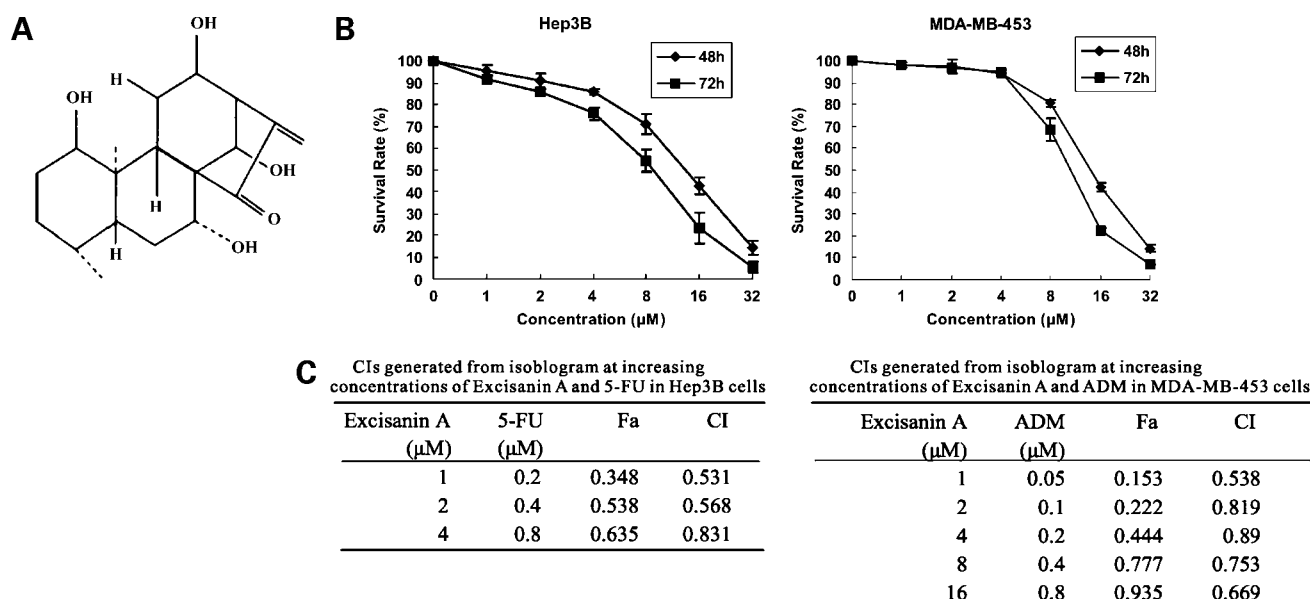 A
OH
H
OH
OH
H
O
OH
H
B
Hep3B
48h
72h
100
90
80
70
60
50
40
30
20
10
0
Survival Rate (%)
0 1 2 4 8 16 32
Concentration (µM)
MDA-MB-453
48h
72h
100
90
80
70
60
50
40
30
20
10
0
Survival Rate (%)
0 1 2 4 8 16 32
Concentration (µM)
C
CIs generated from isoblogram at increasing
concentrations of Excisanin A and 5-FU in Hep3B cells
Excisanin A 5-FU Fa CI
(µM) (µM)
1 0.2 0.348 0.531
2 0.4 0.538 0.568
4 0.8 0.635 0.831
CIs generated from isoblogram at increasing
concentrations of Excisanin A and ADM in MDA-MB-453 cells
Excisanin A ADM Fa CI
(µM) (µM)
1 0.05 0.153 0.538
2 0.1 0.222 0.819
4 0.2 0.444 0.89
8 0.4 0.777 0.753
16 0.8 0.935 0.669